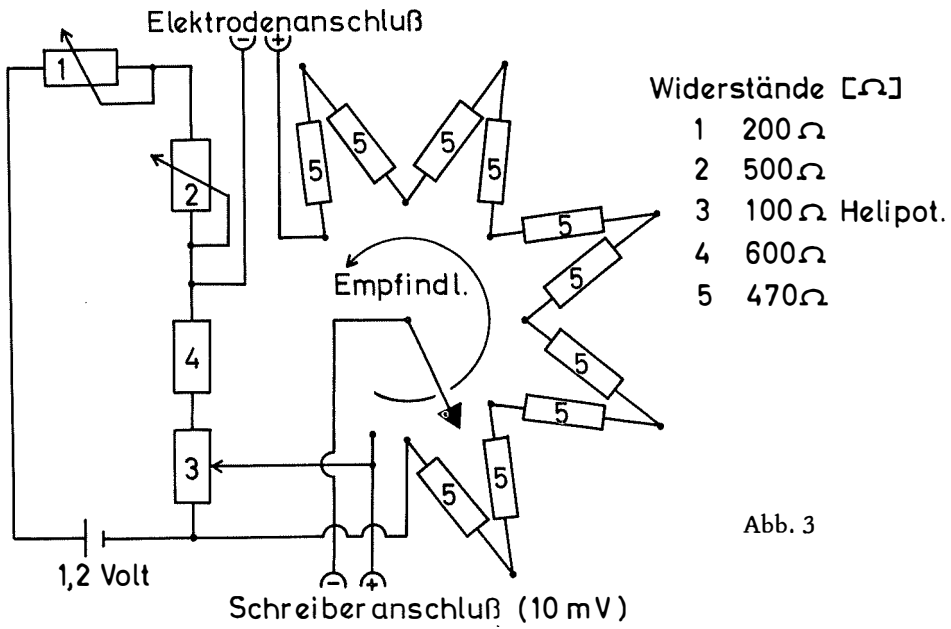 Elektrodenanschluß
− +
1
Widerstände [Ω]
1 200 Ω
2 500 Ω
3 100 Ω Helipot.
4 600 Ω
5 470 Ω
2
5
5
5
5
5
5
Empfindl.
4
5
5
3
5
5
Abb. 3
1,2 Volt
− +
Schreiberanschluß (10 mV)